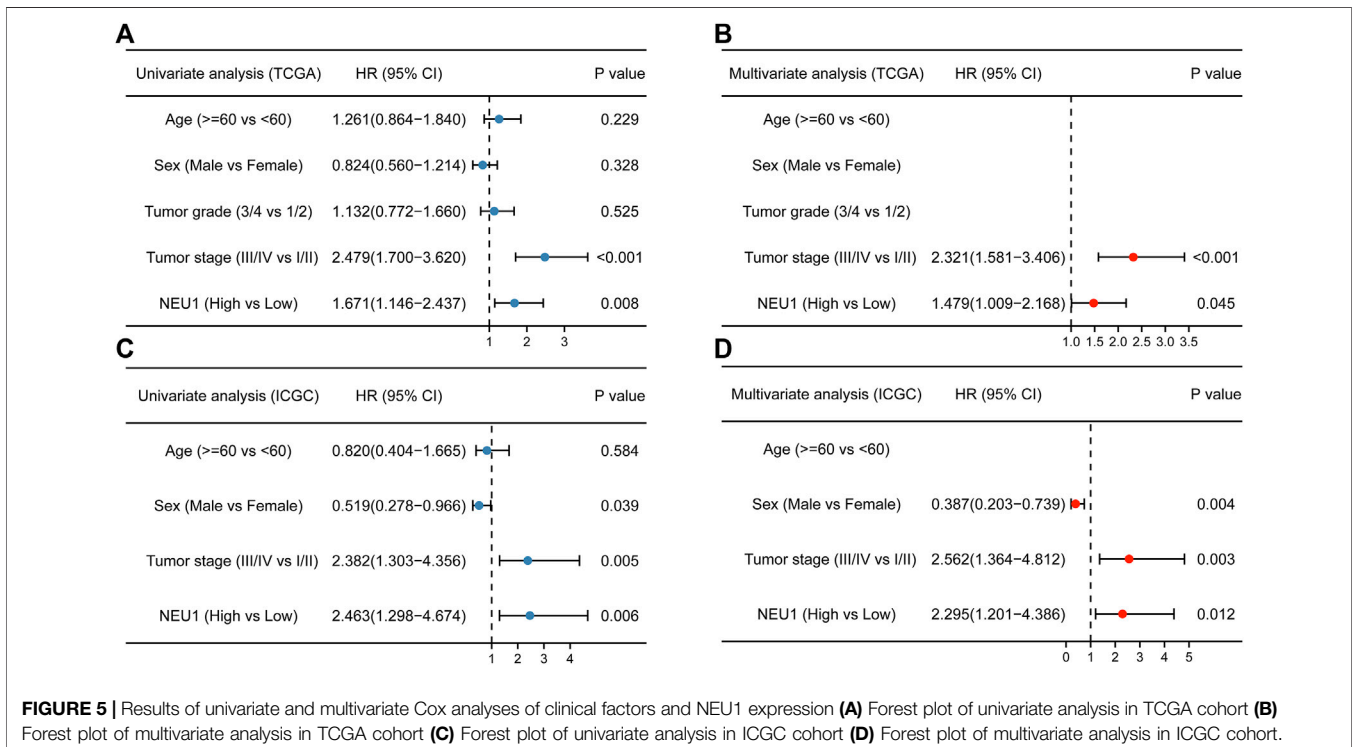 A
Univariate analysis (TCGA) HR (95% CI) P value
Age (>=60 vs <60) 1.261(0.864−1.840) 0.229
Sex (Male vs Female) 0.824(0.560−1.214) 0.328
Tumor grade (3/4 vs 1/2) 1.132(0.772−1.660) 0.525
Tumor stage (III/IV vs I/II) 2.479(1.700−3.620) <0.001
NEU1 (High vs Low) 1.671(1.146−2.437) 0.008
1 2 3
B
Multivariate analysis (TCGA) HR (95% CI) P value
Age (>=60 vs <60)
Sex (Male vs Female)
Tumor grade (3/4 vs 1/2)
Tumor stage (III/IV vs I/II) 2.321(1.581−3.406) <0.001
NEU1 (High vs Low) 1.479(1.009−2.168) 0.045
1.0 1.5 2.0 2.5 3.0 3.5
C
Univariate analysis (ICGC) HR (95% CI) P value
Age (>=60 vs <60) 0.820(0.404−1.665) 0.584
Sex (Male vs Female) 0.519(0.278−0.966) 0.039
Tumor stage (III/IV vs I/II) 2.382(1.303−4.356) 0.005
NEU1 (High vs Low) 2.463(1.298−4.674) 0.006
1 2 3 4
D
Multivariate analysis (ICGC) HR (95% CI) P value
Age (>=60 vs <60)
Sex (Male vs Female) 0.387(0.203−0.739) 0.004
Tumor stage (III/IV vs I/II) 2.562(1.364−4.812) 0.003
NEU1 (High vs Low) 2.295(1.201−4.386) 0.012
0 1 2 3 4 5
FIGURE 5 | Results of univariate and multivariate Cox analyses of clinical factors and NEU1 expression (A) Forest plot of univariate analysis in TCGA cohort (B)
Forest plot of multivariate analysis in TCGA cohort (C) Forest plot of univariate analysis in ICGC cohort (D) Forest plot of multivariate analysis in ICGC cohort.